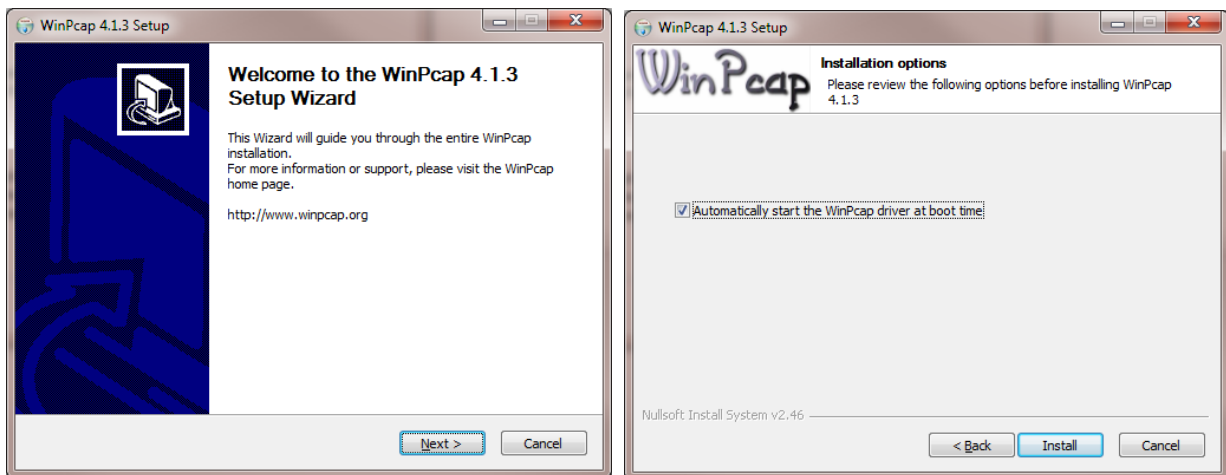 WinPcap 4.1.3 Setup
Welcome to the WinPcap 4.1.3
Setup Wizard
This Wizard will guide you through the entire WinPcap
installation.
For more information or support, please visit the WinPcap
home page.
http://www.winpcap.org
Next >
Cancel
WinPcap 4.1.3 Setup
WinPcap
Installation options
Please review the following options before installing WinPcap
4.1.3
Automatically start the WinPcap driver at boot time
Nullsoft Install System v2.46
< Back
Install
Cancel